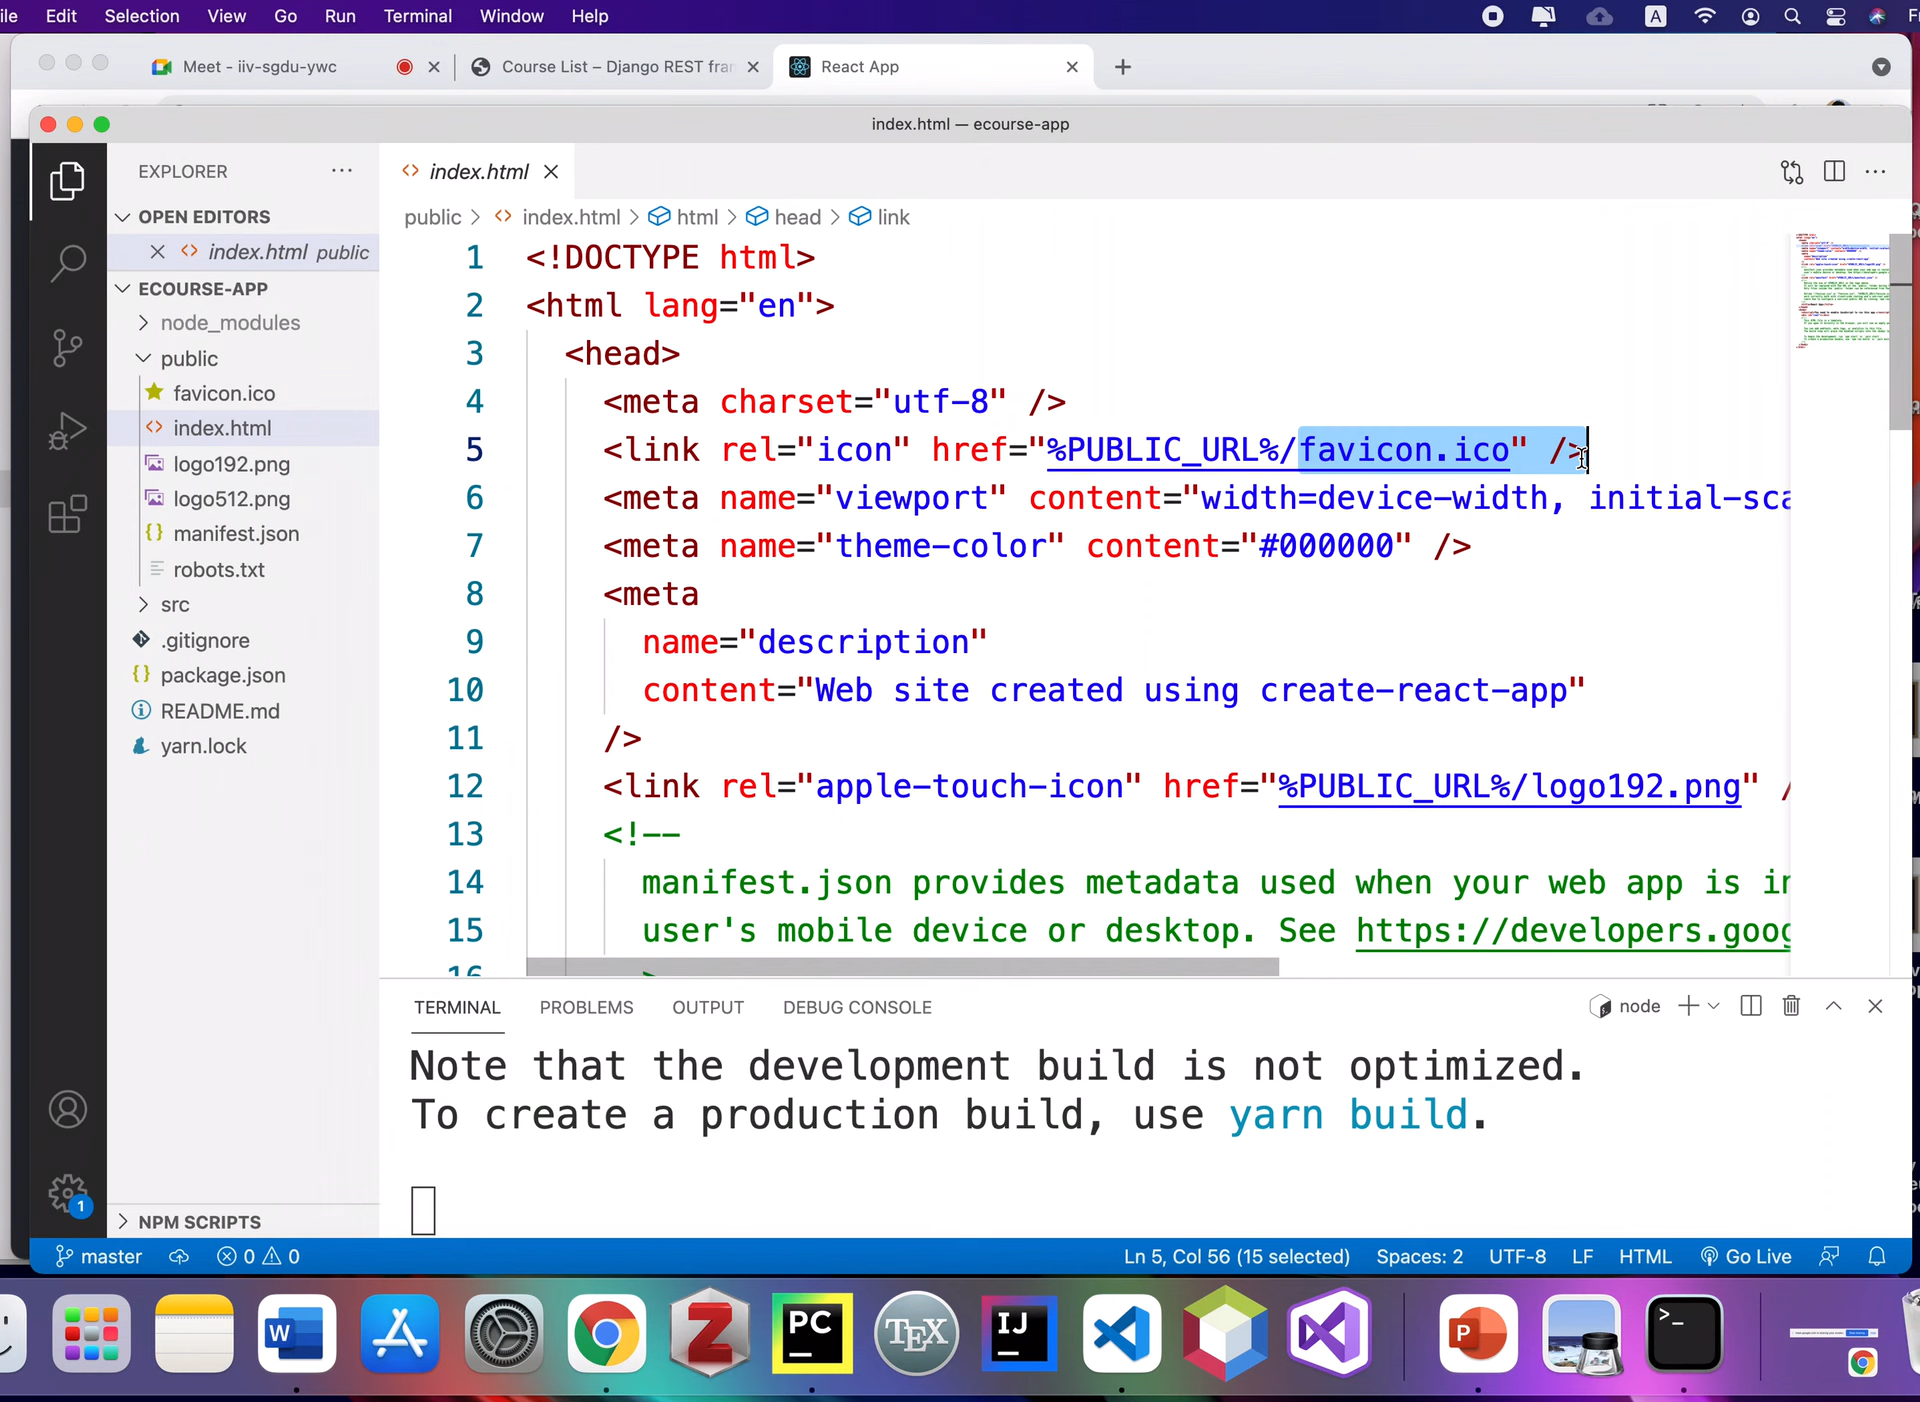 Edit Selection View Go Run Terminal Window Help
Meet - iiv-sgdu-ywc
Course List – Django REST fram
React App
index.html — ecourse-app
EXPLORER
index.html
OPEN EDITORS
public > index.html > html > head > link
index.html public
ECOURSE-APP
node_modules
public
favicon.ico
index.html
logo192.png
logo512.png
manifest.json
robots.txt
src
.gitignore
package.json
README.md
yarn.lock
NPM SCRIPTS
1 <!DOCTYPE html>
2 <html lang="en">
3 <head>
4 <meta charset="utf-8" />
5 <link rel="icon" href="%PUBLIC_URL%/favicon.ico" />
6 <meta name="viewport" content="width=device-width, initial-sca
7 <meta name="theme-color" content="#000000" />
8 <meta
9 name="description"
10 content="Web site created using create-react-app"
11 />
12 <link rel="apple-touch-icon" href="%PUBLIC_URL%/logo192.png" /
13 <!--
14 manifest.json provides metadata used when your web app is in
15 user's mobile device or desktop. See https://developers.goog
16
TERMINAL PROBLEMS OUTPUT DEBUG CONSOLE
node
Note that the development build is not optimized.
To create a production build, use yarn build.
1
master 0 0
Ln 5, Col 56 (15 selected) Spaces: 2 UTF-8 LF HTML Go Live
W
Z
PC
TEX
IJ
P
>_